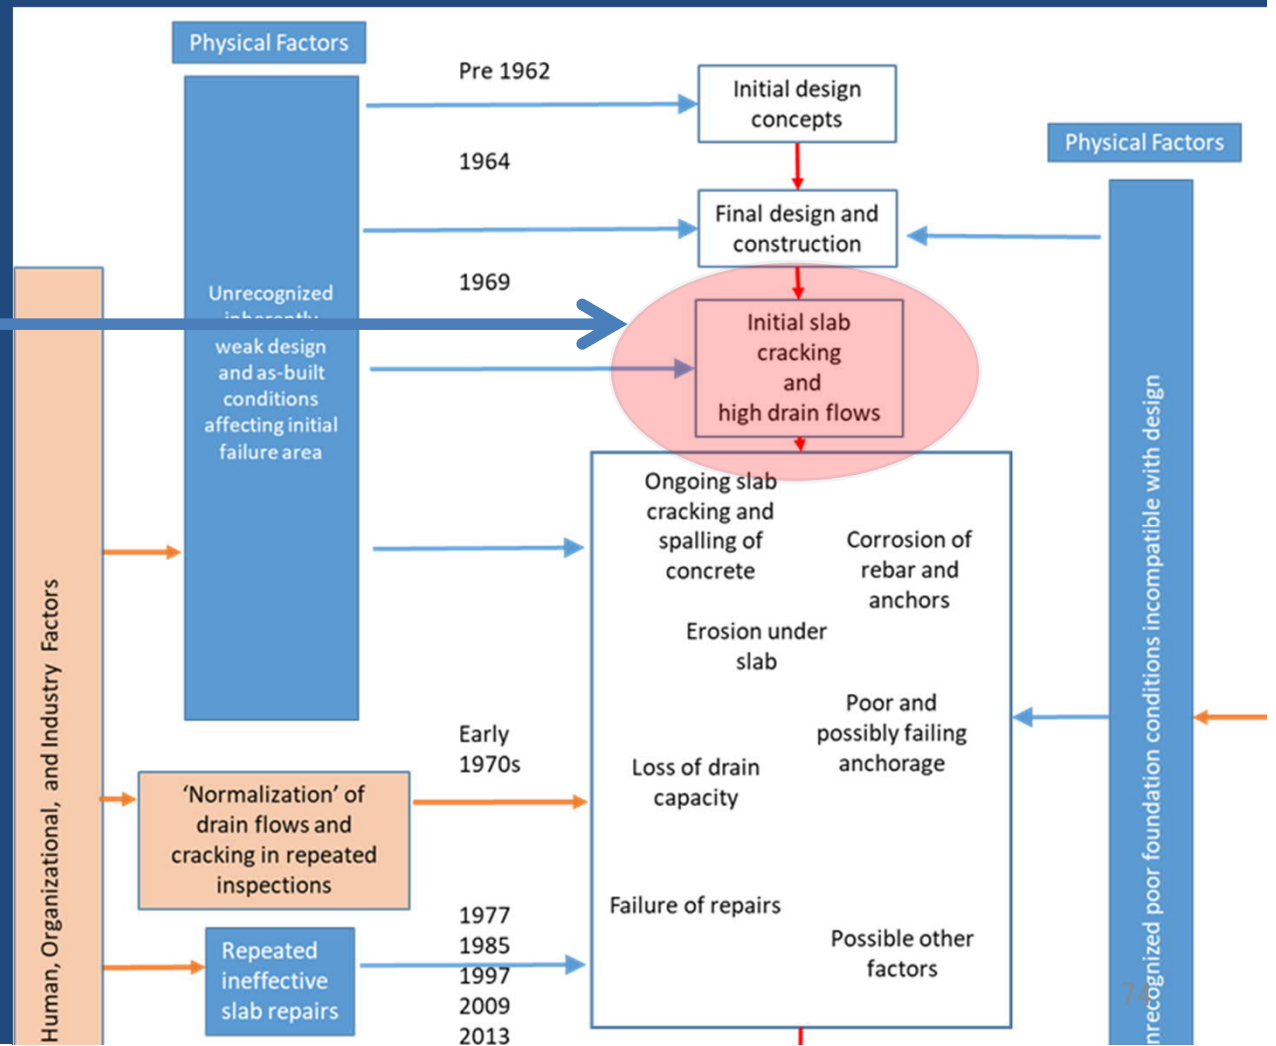 Physical Factors
Pre 1962
Initial design
concepts
Physical Factors
1964
Final design and
construction
1969
Unrecognized
inherently
weak design
and as-built
conditions
affecting initial
failure area
Initial slab
cracking
and
high drain flows
Ongoing slab
cracking and
spalling of
concrete
Corrosion of
rebar and
anchors
Erosion under
slab
Poor and
possibly failing
anchorage
Loss of drain
capacity
Failure of repairs
Possible other
factors
Human, Organizational, and Industry Factors
Early
1970s
‘Normalization’ of
drain flows and
cracking in repeated
inspections
Repeated
ineffective
slab repairs
1977
1985
1997
2009
2013
nrecognized poor foundation conditions incompatible with design
74